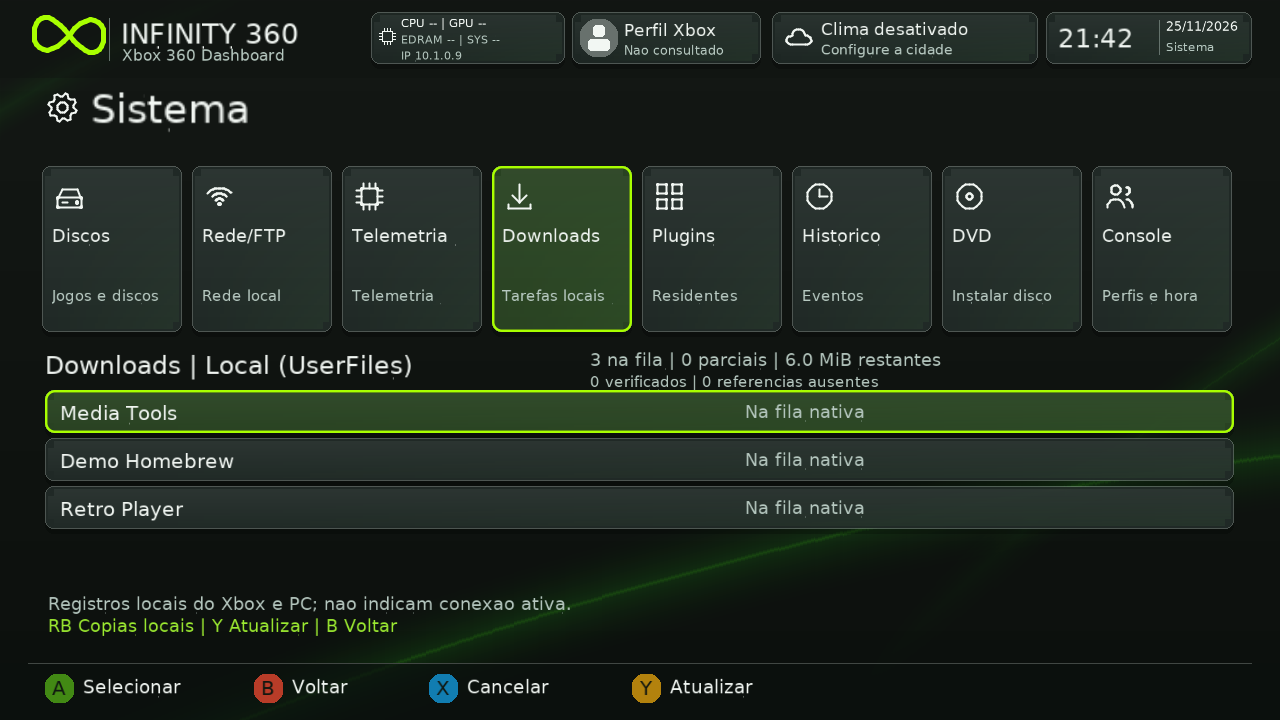 INFINITY 360
Xbox 360 Dashboard
CPU -- | GPU --
EDRAM -- | SYS --
IP 10.1.0.9
Perfil Xbox
Nao consultado
Clima desativado
Configure a cidade
21:42
25/11/2026
Sistema
Sistema
Discos
Rede/FTP
Telemetria
Downloads
Plugins
Historico
DVD
Console
Jogos e discos
Rede local
Telemetria
Tarefas locais
Residentes
Eventos
Instalar disco
Perfis e hora
Downloads | Local (UserFiles)
3 na fila | 0 parciais | 6.0 MiB restantes
0 verificados | 0 referencias ausentes
Media Tools Na fila nativa
Demo Homebrew Na fila nativa
Retro Player Na fila nativa
Registros locais do Xbox e PC; nao indicam conexao ativa.
RB Copias locais | Y Atualizar | B Voltar
A Selecionar B Voltar X Cancelar Y Atualizar